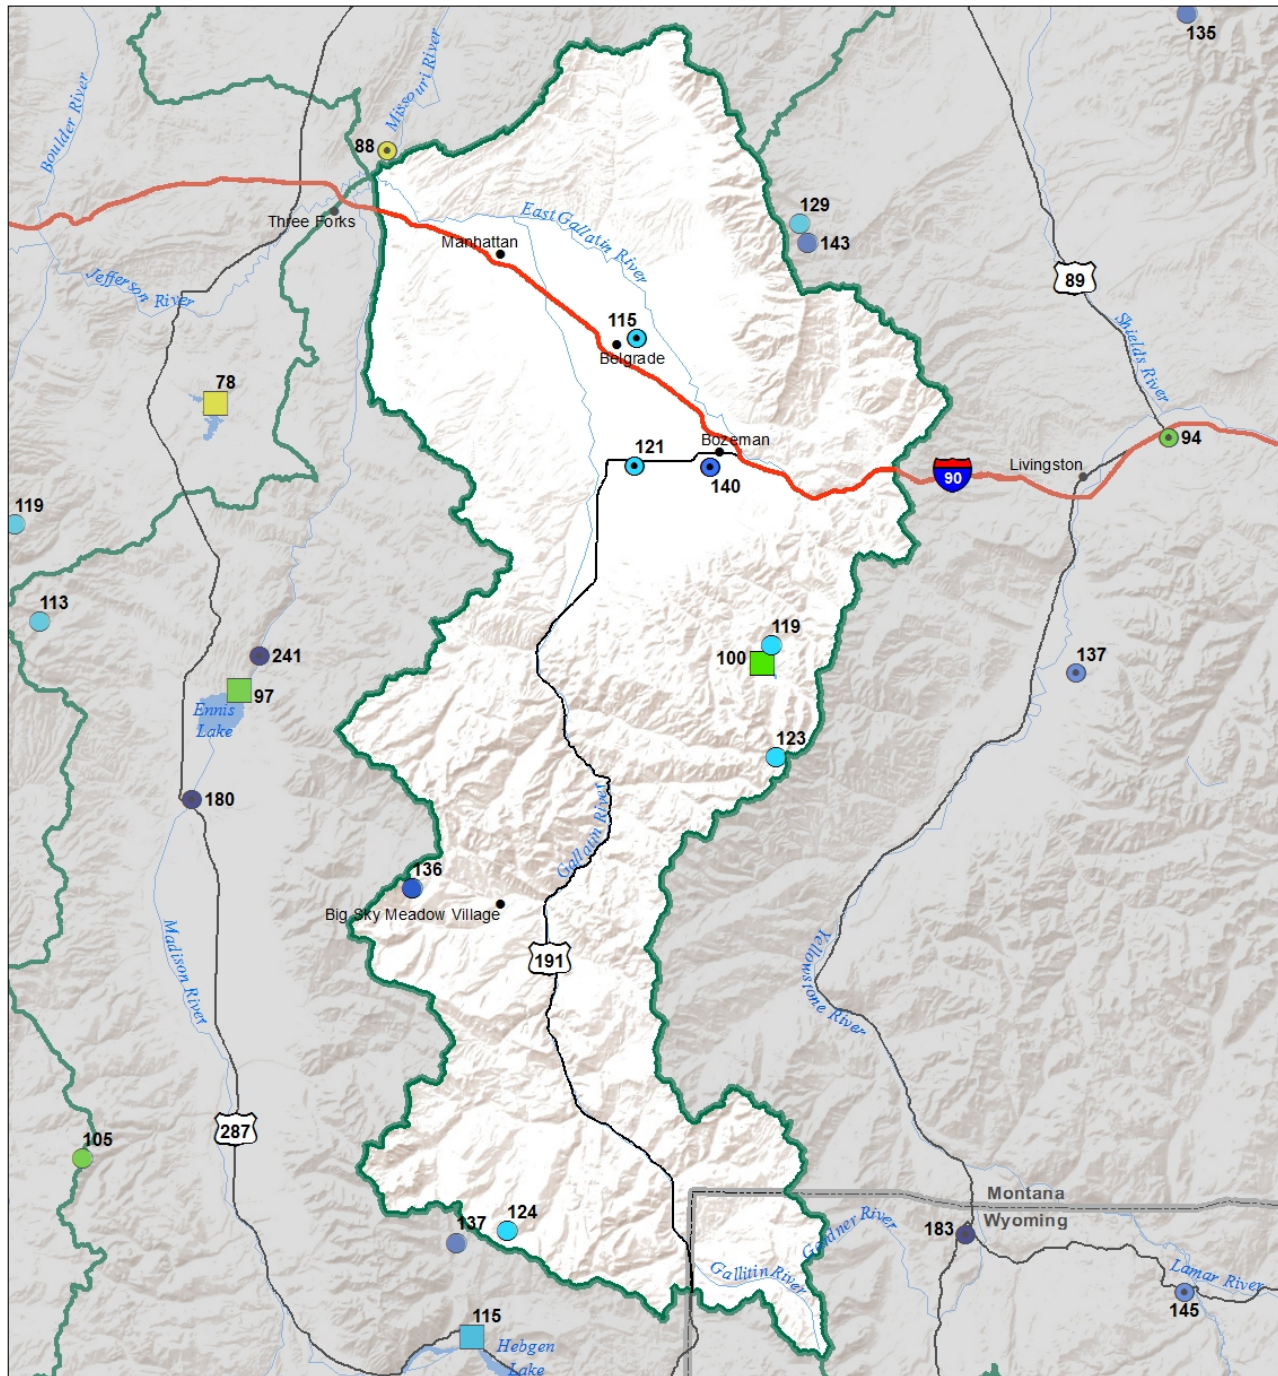 135
Missouri River
Boulder River
88
Three Forks
East Gallatin River
Manhattan
129
143
89
Jefferson River
115
Belgrade
Shields River
78
121
Bozeman
140
94
Livingston
90
119
113
119
100
241
97
Ennis
Lake
137
123
180
Gallatin River
136
Big Sky Meadow Village
Madison River
191
Yellowstone River
287
105
Montana
Wyoming
124
137
183
Gardner River
Gallitin River
Lamar River
145
115
Hebgen
Lake